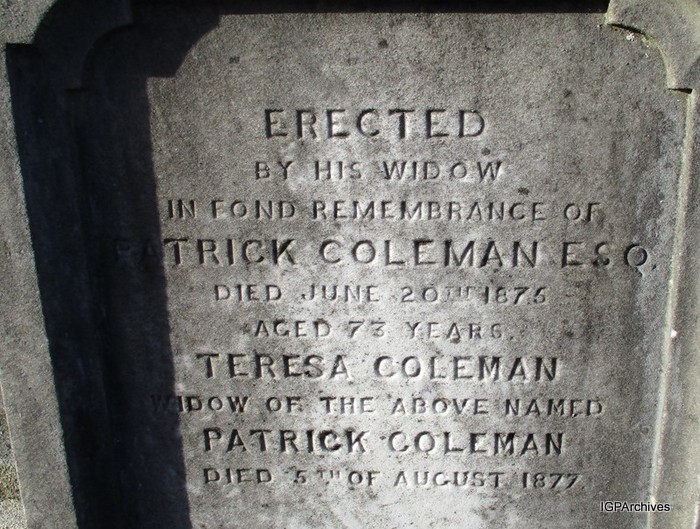 ERECTED
BY HIS WIDOW
IN FOND REMEMBRANCE OF
PATRICK COLEMAN ESQ.
DIED JUNE 20TH 1875
AGED 73 YEARS.
TERESA COLEMAN
WIDOW OF THE ABOVE NAMED
PATRICK COLEMAN
DIED 5TH OF AUGUST 1877.
IGPArchives